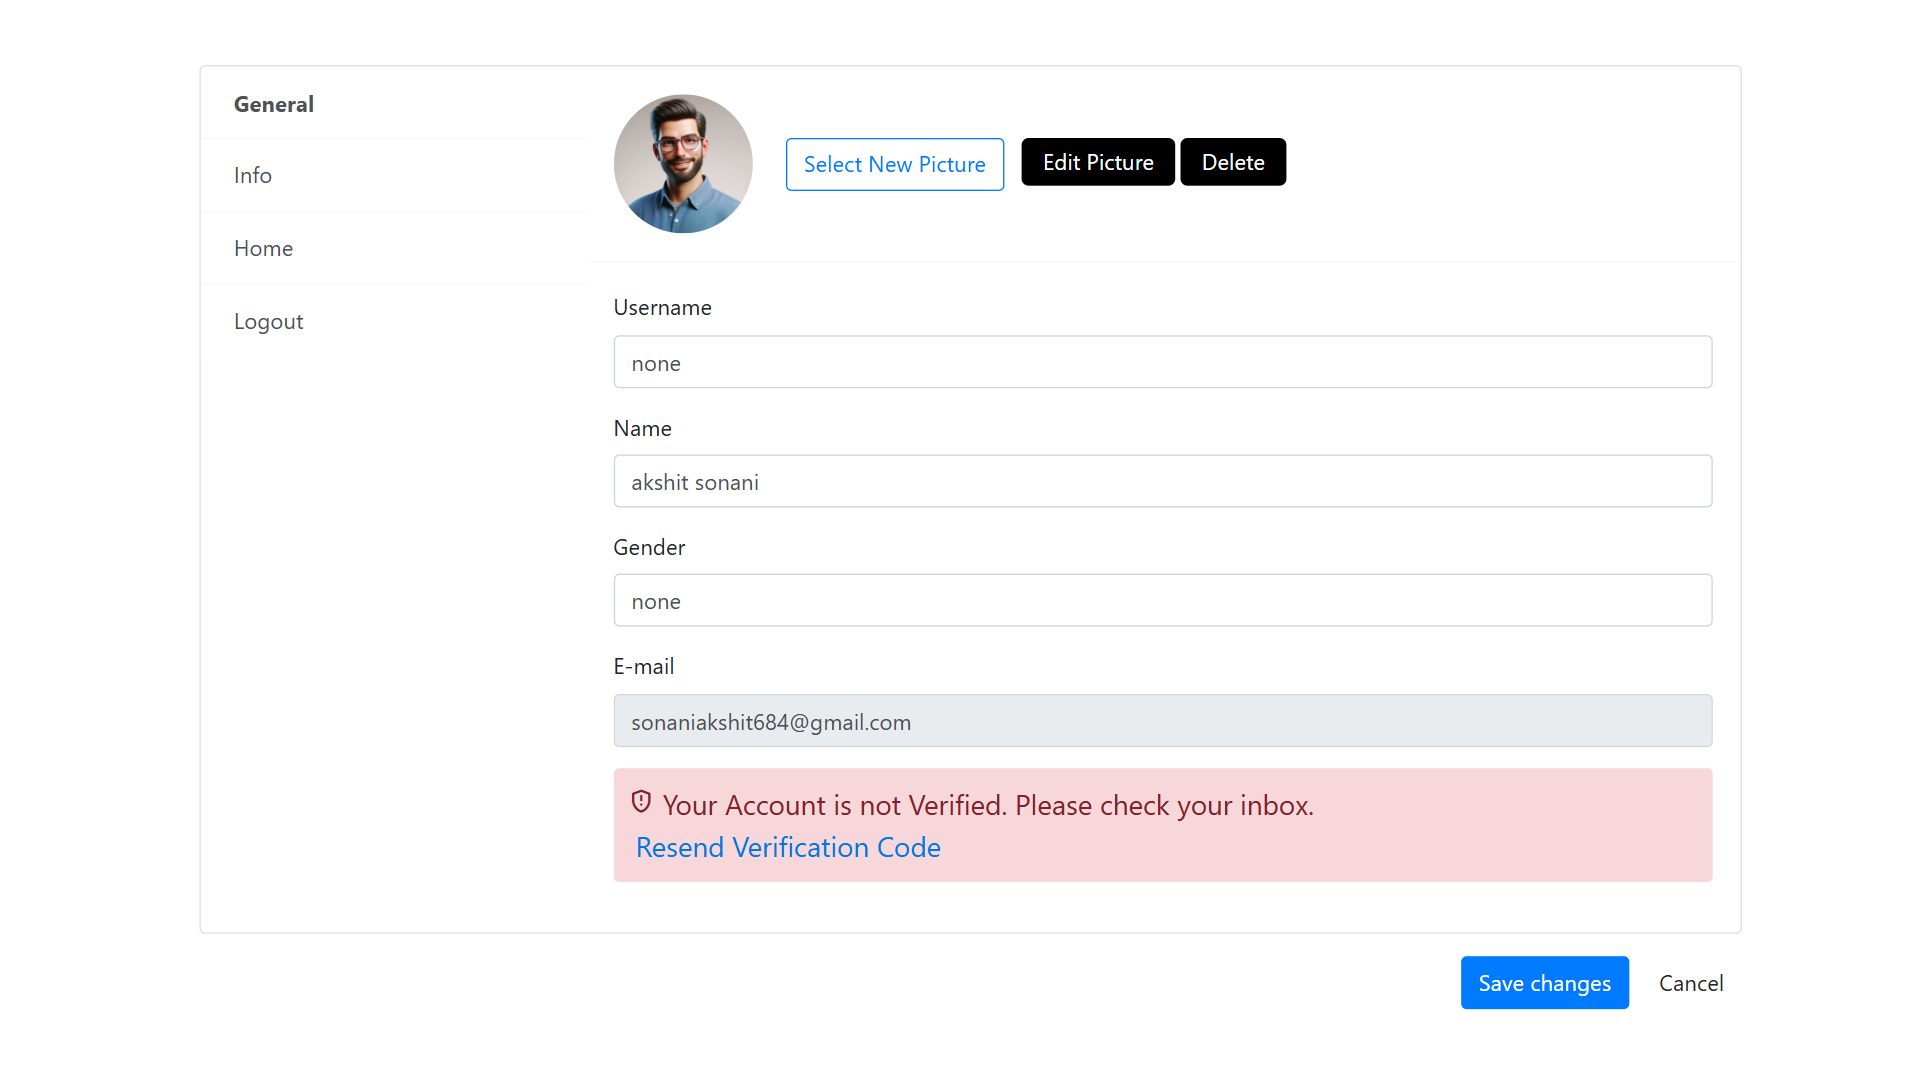 General
Info
Home
Logout
Select New Picture
Edit Picture
Delete
Username
none
Name
akshit sonani
Gender
none
E-mail
sonaniakshit684@gmail.com
Your Account is not Verified. Please check your inbox.
Resend Verification Code
Save changes
Cancel